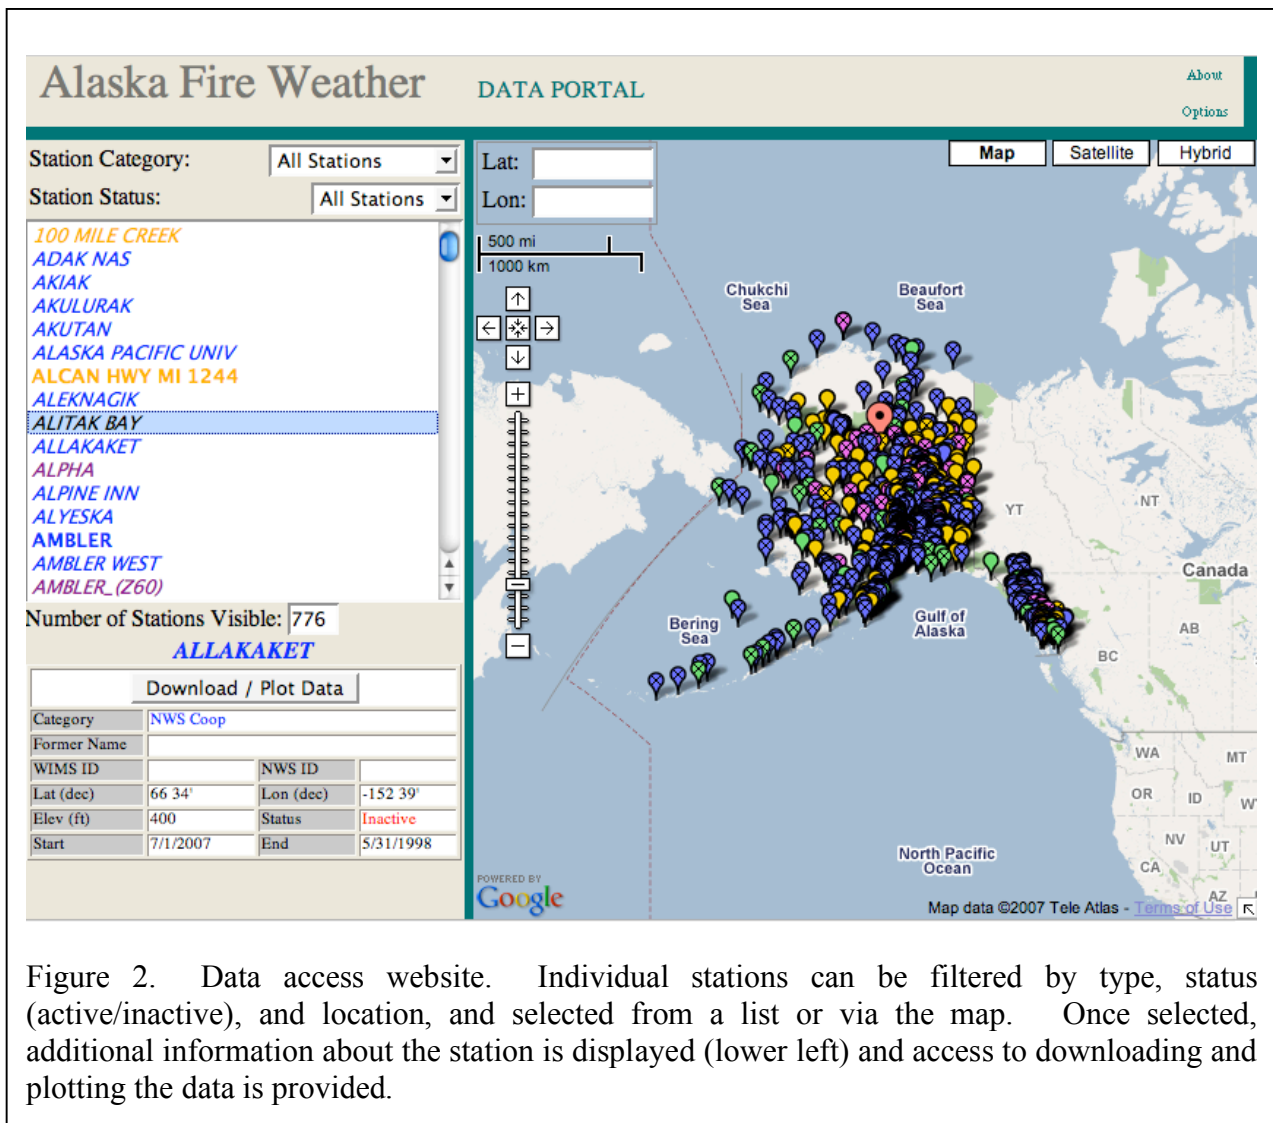 Alaska Fire Weather DATA PORTAL
About
Options
Station Category: All Stations
Station Status: All Stations
100 MILE CREEK
ADAK NAS
AKIAK
AKULURAK
AKUTAN
ALASKA PACIFIC UNIV
ALCAN HWY MI 1244
ALEKNAGIK
ALITAK BAY
ALLAKAKET
ALPHA
ALPINE INN
ALYESKA
AMBLER
AMBLER WEST
AMBLER_(Z60)
Number of Stations Visible: 776
ALLAKAKET
Download / Plot Data
Category NWS Coop
Former Name
WIMS ID NWS ID
Lat (dec) 66 34' Lon (dec) -152 39'
Elev (ft) 400 Status Inactive
Start 7/1/2007 End 5/31/1998
Lat:
Lon:
Map Satellite Hybrid
500 mi
1000 km
Chukchi
Sea
Beaufort
Sea
YT
NT
Canada
Bering
Sea
Gulf of
Alaska
AB
BC
WA
MT
OR
ID
W
NV
UT
CA
AZ
North Pacific
Ocean
POWERED BY
Google
Map data ©2007 Tele Atlas - Terms of Use
Figure 2. Data access website. Individual stations can be filtered by type, status
(active/inactive), and location, and selected from a list or via the map. Once selected,
additional information about the station is displayed (lower left) and access to downloading and
plotting the data is provided.